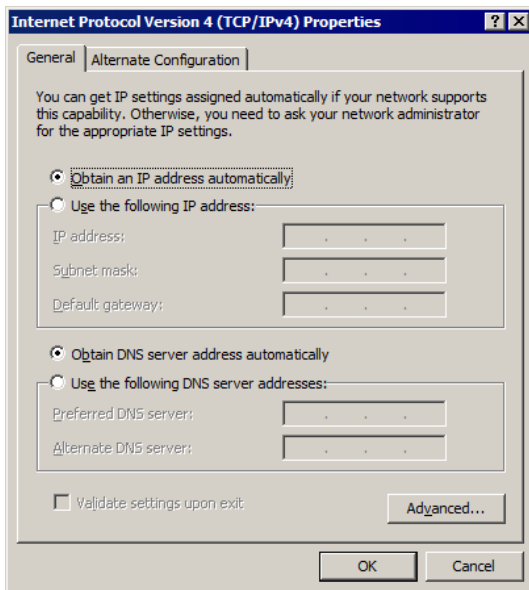 Internet Protocol Version 4 (TCP/IPv4) Properties
General
Alternate Configuration
You can get IP settings assigned automatically if your network supports
this capability. Otherwise, you need to ask your network administrator
for the appropriate IP settings.
Obtain an IP address automatically
Use the following IP address:
IP address:
Subnet mask:
Default gateway:
Obtain DNS server address automatically
Use the following DNS server addresses:
Preferred DNS server:
Alternate DNS server:
Validate settings upon exit
Advanced...
OK
Cancel